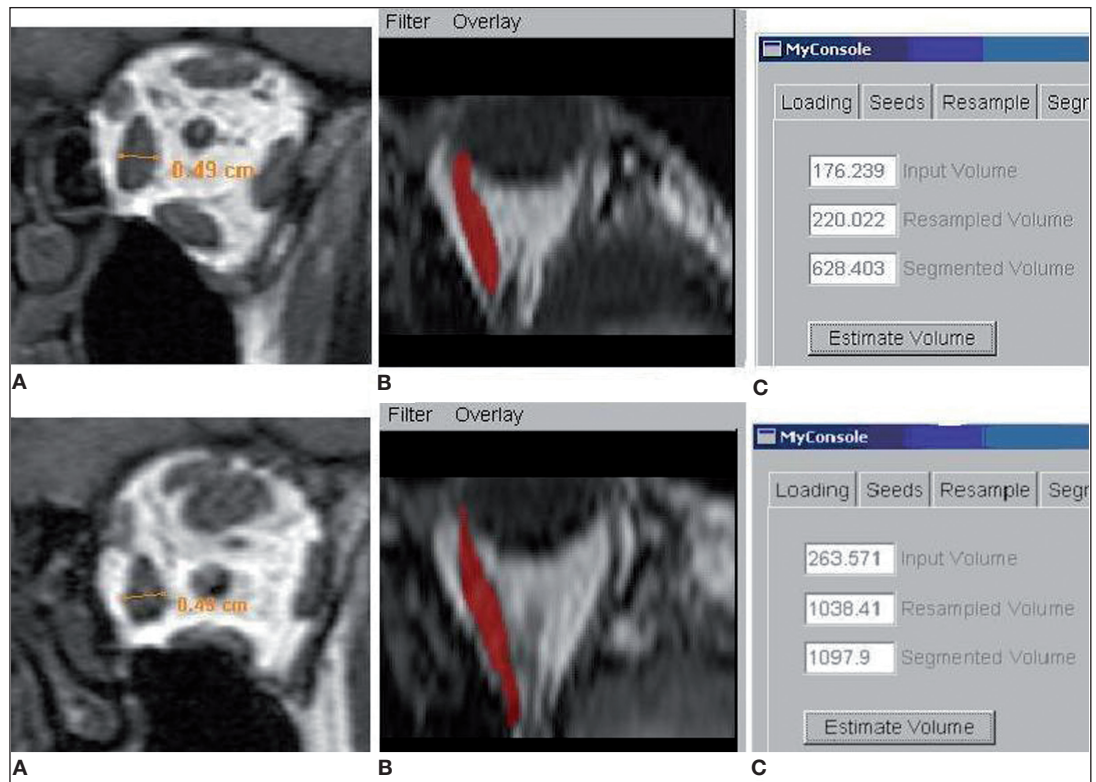 Filter Overlay
MyConsole
Loading Seeds Resample Segr
0.49 cm
176.239 Input Volume
220.022 Resampled Volume
628.403 Segmented Volume
Estimate Volume
A
B
C
Filter Overlay
MyConsole
Loading Seeds Resample Segr
263.571 Input Volume
0.49 cm
1038.41 Resampled Volume
1097.9 Segmented Volume
Estimate Volume
A
B
C